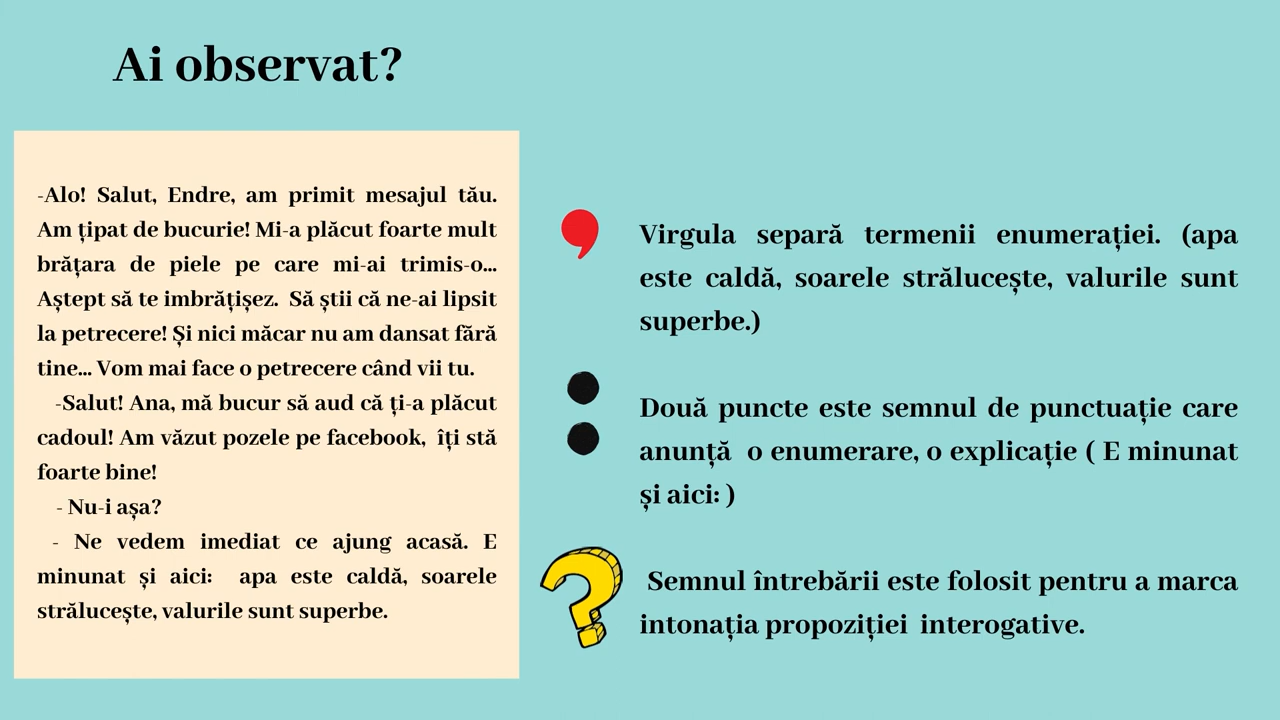 Ai observat?
-Alo! Salut, Endre, am primit mesajul tău.
Am țipat de bucurie! Mi-a plăcut foarte mult
brățara de piele pe care mi-ai trimis-o...
Aștept să te imbrățișez. Să știi că ne-ai lipsit
la petrecere! Și nici măcar nu am dansat fără
tine... Vom mai face o petrecere când vii tu.
-Salut! Ana, mă bucur să aud că ți-a plăcut
cadoul! Am văzut pozele pe facebook, îți stă
foarte bine!
- Nu-i așa?
- Ne vedem imediat ce ajung acasă. E
minunat și aici: apa este caldă, soarele
strălucește, valurile sunt superbe.
Virgula separă termenii enumerației. (apa
este caldă, soarele strălucește, valurile sunt
superbe.)
Două puncte este semnul de punctuație care
anunță o enumerare, o explicație ( E minunat
și aici: )
Semnul întrebării este folosit pentru a marca
intonația propoziției interogative.